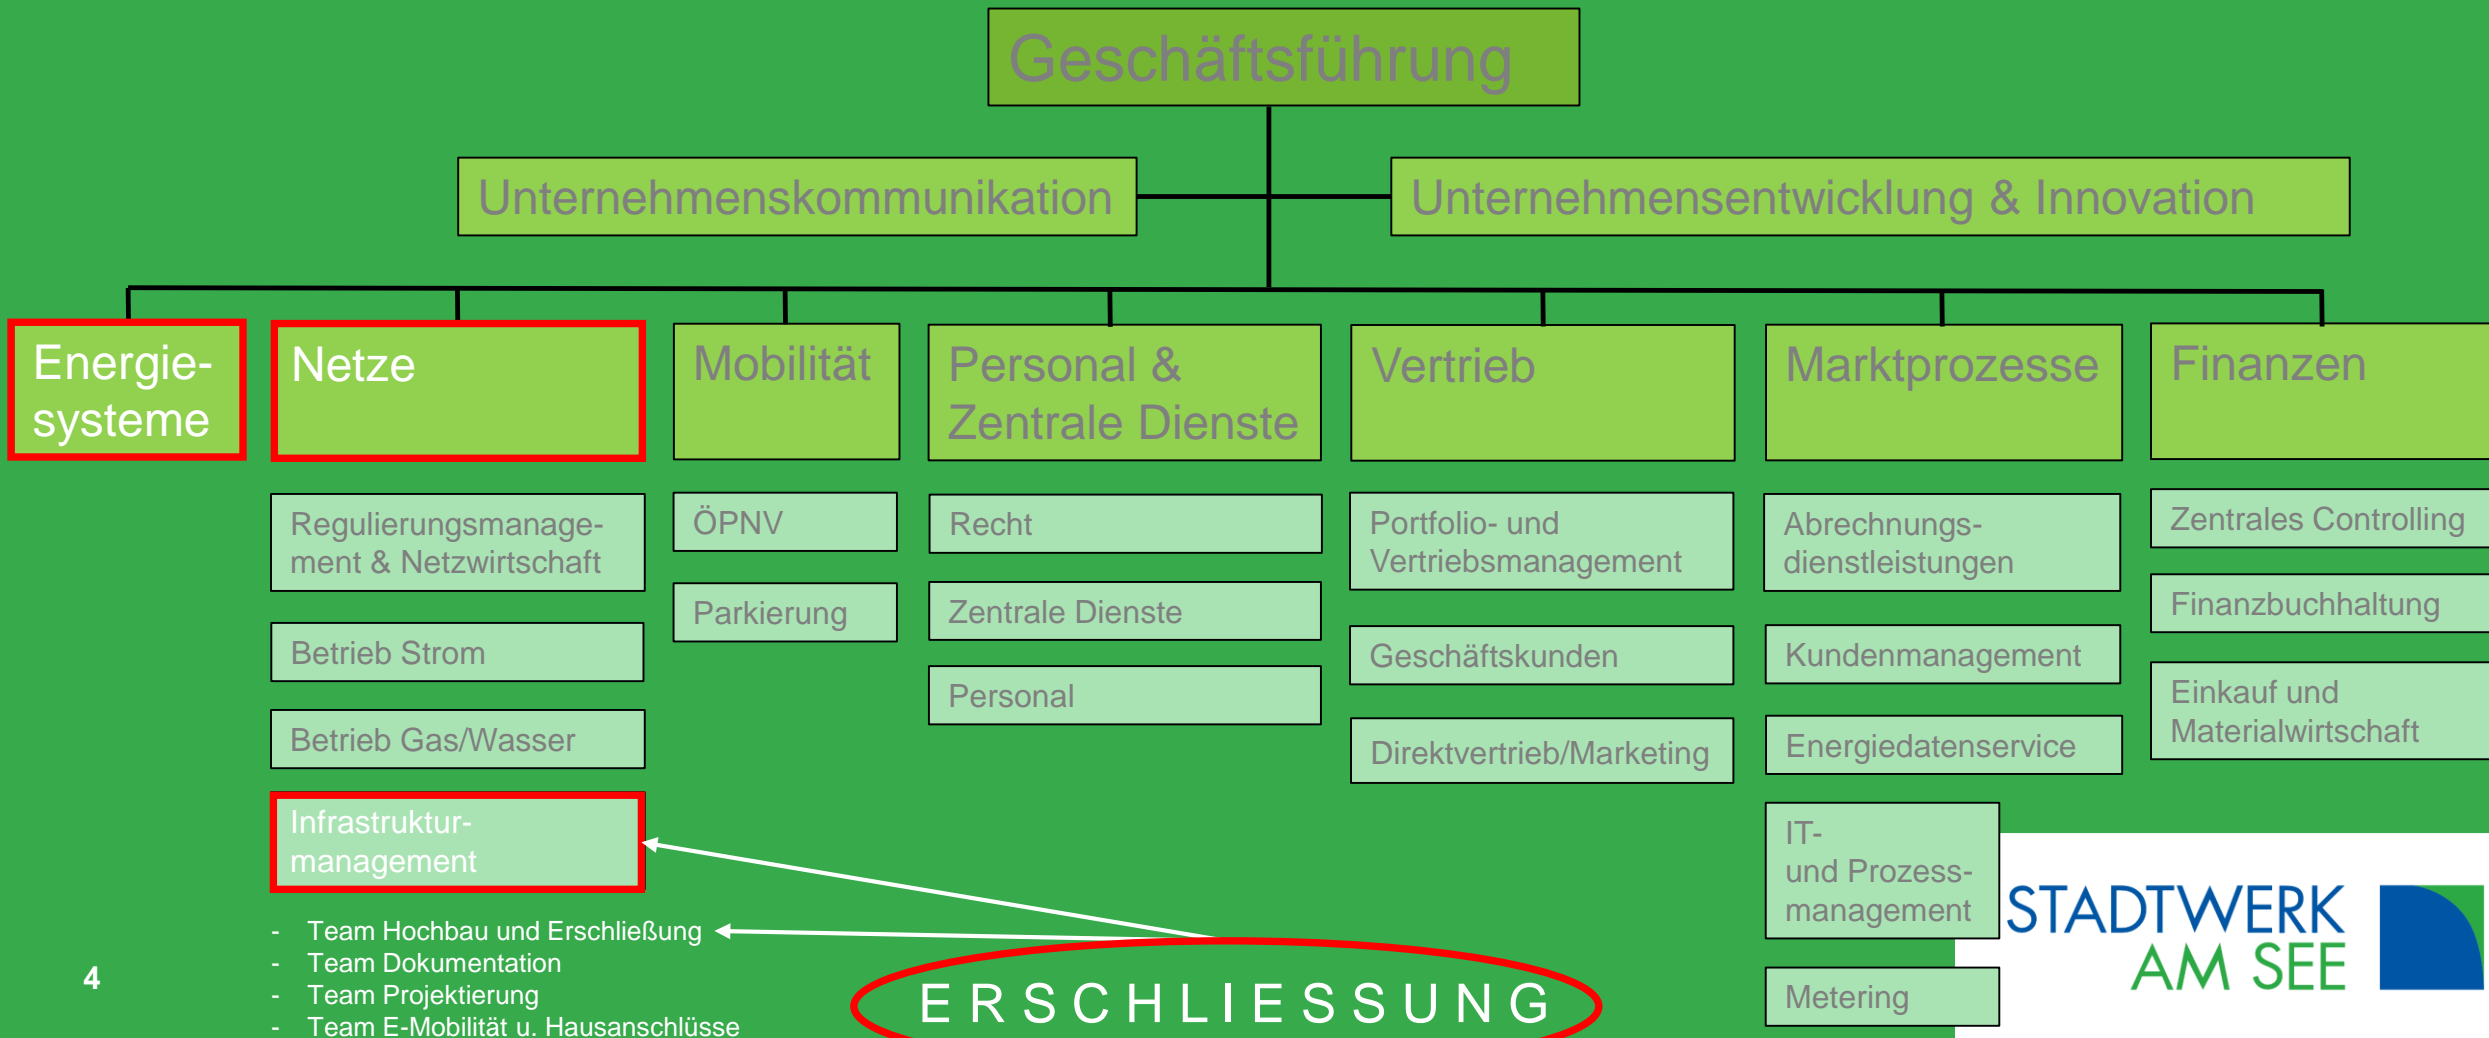 Geschäftsführung
Unternehmenskommunikation
Unternehmensentwicklung & Innovation
Energie-
systeme
Netze
Mobilität
Personal &
Zentrale Dienste
Vertrieb
Marktprozesse
Finanzen
Regulierungsmanage-
ment & Netzwirtschaft
Betrieb Strom
Betrieb Gas/Wasser
Infrastruktur-
management
- Team Hochbau und Erschließung
- Team Dokumentation
- Team Projektierung
- Team E-Mobilität u. Hausanschlüsse
ÖPNV
Parkierung
Recht
Zentrale Dienste
Personal
Portfolio- und
Vertriebsmanagement
Geschäftskunden
Direktvertrieb/Marketing
Abrechnungs-
dienstleistungen
Kundenmanagement
Energiedatenservice
IT-
und Prozess-
management
Metering
Zentrales Controlling
Finanzbuchhaltung
Einkauf und
Materialwirtschaft
ERSCHLIESSUNG
4
STADTWERK
AM SEE